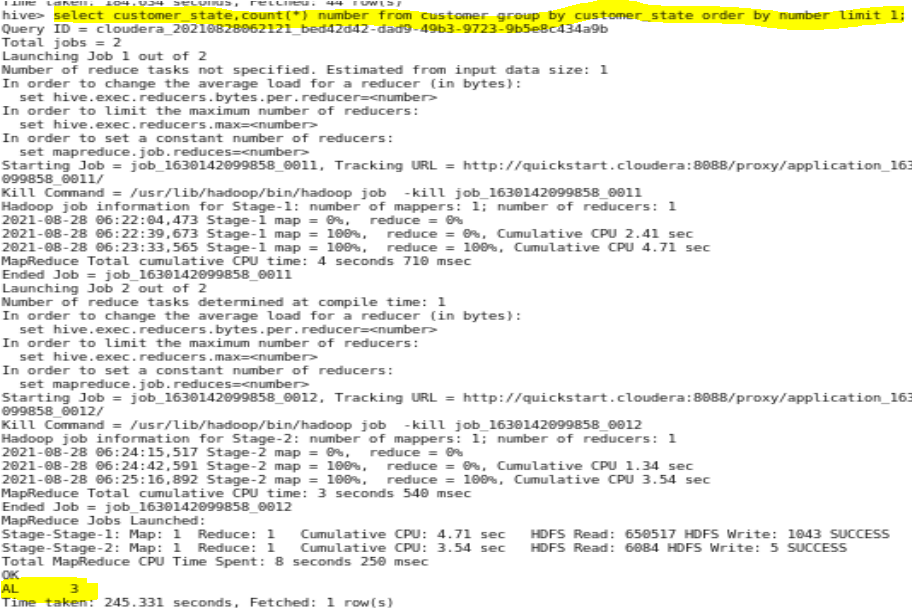 Time taken: 184.034 seconds, Fetched: 44 row(s)
hive> select customer_state,count(*) number from customer group by customer_state order by number limit 1;
Query ID = cloudera_20210828062121_bed42d42-dad9-49b3-9723-9b5e8c434a9b
Total jobs = 2
Launching Job 1 out of 2
Number of reduce tasks not specified. Estimated from input data size: 1
In order to change the average load for a reducer (in bytes):
  set hive.exec.reducers.bytes.per.reducer=<number>
In order to limit the maximum number of reducers:
  set hive.exec.reducers.max=<number>
In order to set a constant number of reducers:
  set mapreduce.job.reduces=<number>
Starting Job = job_1630142099858_0011, Tracking URL = http://quickstart.cloudera:8088/proxy/application_163
099858_0011/
Kill Command = /usr/lib/hadoop/bin/hadoop job  -kill job_1630142099858_0011
Hadoop job information for Stage-1: number of mappers: 1; number of reducers: 1
2021-08-28 06:22:04,473 Stage-1 map = 0%,  reduce = 0%
2021-08-28 06:22:39,673 Stage-1 map = 100%,  reduce = 0%, Cumulative CPU 2.41 sec
2021-08-28 06:23:33,565 Stage-1 map = 100%,  reduce = 100%, Cumulative CPU 4.71 sec
MapReduce Total cumulative CPU time: 4 seconds 710 msec
Ended Job = job_1630142099858_0011
Launching Job 2 out of 2
Number of reduce tasks determined at compile time: 1
In order to change the average load for a reducer (in bytes):
  set hive.exec.reducers.bytes.per.reducer=<number>
In order to limit the maximum number of reducers:
  set hive.exec.reducers.max=<number>
In order to set a constant number of reducers:
  set mapreduce.job.reduces=<number>
Starting Job = job_1630142099858_0012, Tracking URL = http://quickstart.cloudera:8088/proxy/application_163
099858_0012/
Kill Command = /usr/lib/hadoop/bin/hadoop job  -kill job_1630142099858_0012
Hadoop job information for Stage-2: number of mappers: 1; number of reducers: 1
2021-08-28 06:24:15,517 Stage-2 map = 0%,  reduce = 0%
2021-08-28 06:24:42,591 Stage-2 map = 100%,  reduce = 0%, Cumulative CPU 1.34 sec
2021-08-28 06:25:16,892 Stage-2 map = 100%,  reduce = 100%, Cumulative CPU 3.54 sec
MapReduce Total cumulative CPU time: 3 seconds 540 msec
Ended Job = job_1630142099858_0012
MapReduce Jobs Launched:
Stage-Stage-1: Map: 1  Reduce: 1   Cumulative CPU: 4.71 sec   HDFS Read: 650517 HDFS Write: 1043 SUCCESS
Stage-Stage-2: Map: 1  Reduce: 1   Cumulative CPU: 3.54 sec   HDFS Read: 6084 HDFS Write: 5 SUCCESS
Total MapReduce CPU Time Spent: 8 seconds 250 msec
OK
AL      3
Time taken: 245.331 seconds, Fetched: 1 row(s)